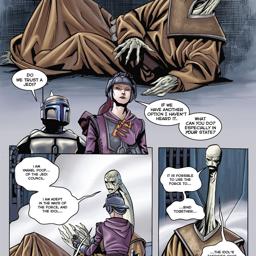 DO
WE TRUST A
JEDI?
IF WE
HAVE ANOTHER
OPTION I HAVEN'T
HEARD IT.
WHAT
CAN YOU DO?
ESPECIALLY IN
YOUR STATE?
I AM
YARAEL POOF OF THE
JEDI COUNCIL.
I AM ADEPT
IN THE WAYS OF THE
FORCE, AND
THE IDOL...
IT IS POSSIBLE
TO USE THE
FORCE TO...
...BIND
TOGETHER...
...THE IDOL'S